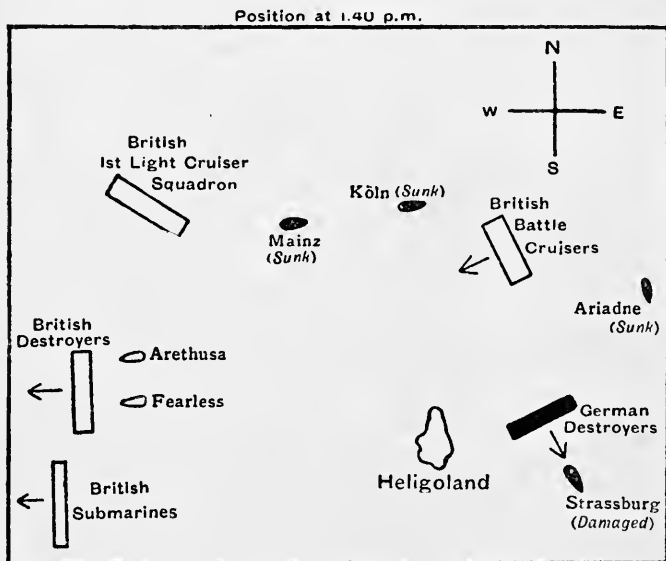 Position at 1.40 p.m.
N
W E
S
British
1st Light Cruiser
Squadron
Köln (Sunk)
Mainz
(Sunk)
British
Battle
Cruisers
Ariadne
(Sunk)
British
Destroyers
Arethusa
Fearless
German
Destroyers
Heligoland
British
Submarines
Strassburg
(Damaged)